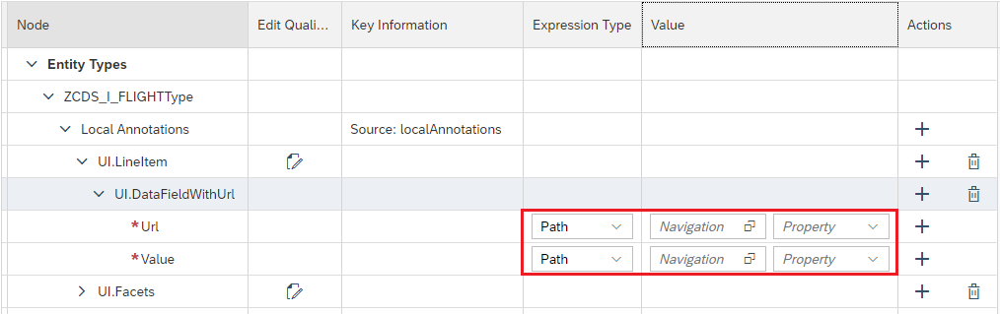 Node Edit Quali... Key Information Expression Type Value Actions
Entity Types
ZCDS_I_FLIGHTType
Local Annotations Source: localAnnotations
UI.LineItem
UI.DataFieldWithUrl
*Url Path Navigation Property
*Value Path Navigation Property
UI.Facets